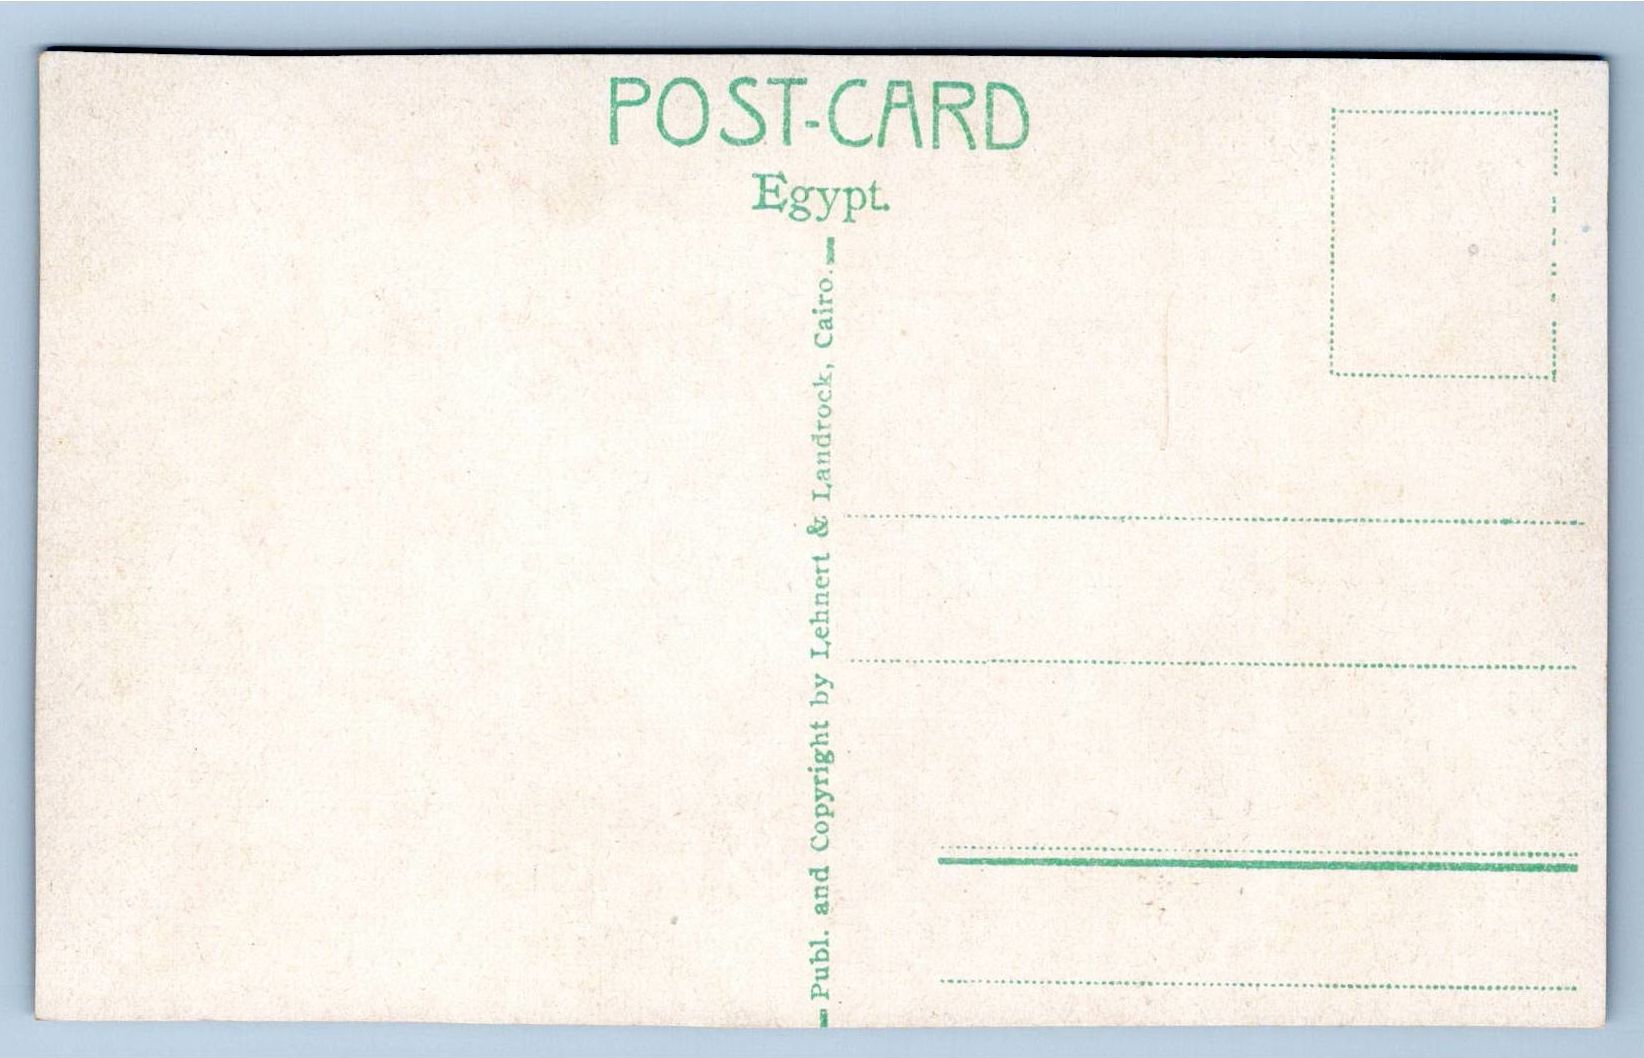 POST-CARD
Egypt.
Publ. and Copyright by Lehnert & Landrock, Cairo.